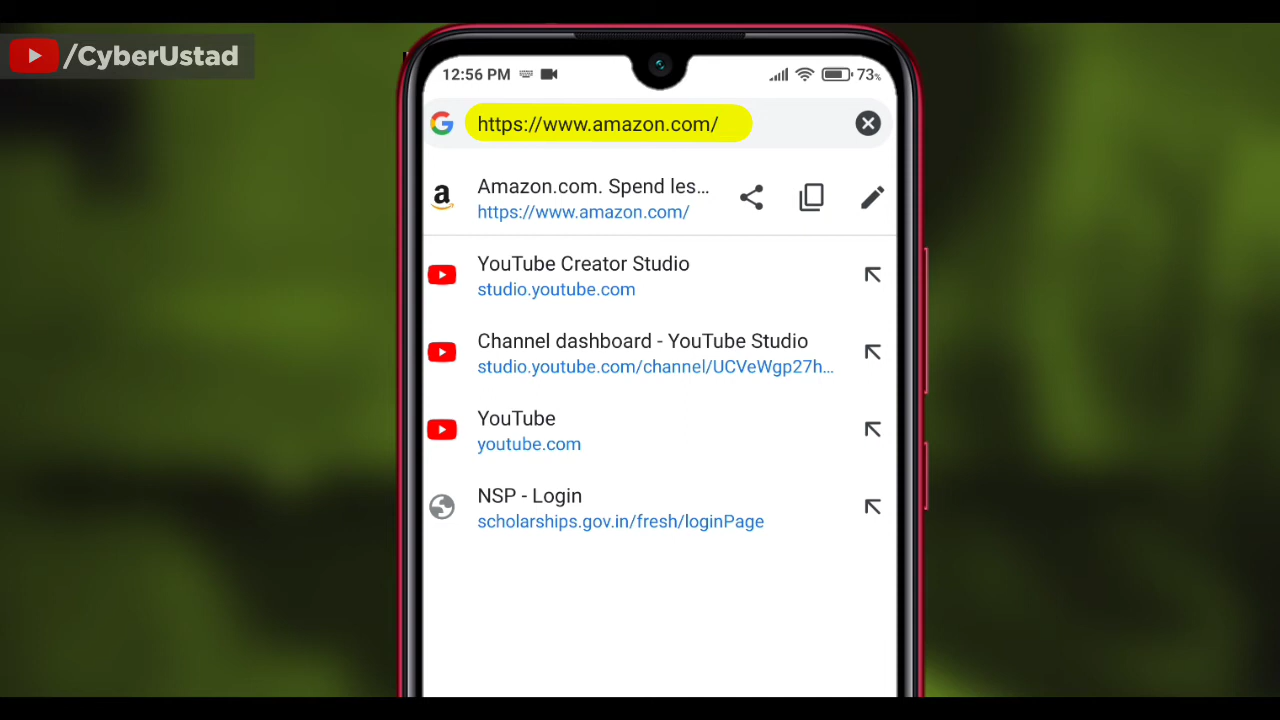 /CyberUstad
12:56 PM 73%
https://www.amazon.com/
Amazon.com. Spend les...
https://www.amazon.com/
YouTube Creator Studio
studio.youtube.com
Channel dashboard - YouTube Studio
studio.youtube.com/channel/UCVeWgp27h...
YouTube
youtube.com
NSP - Login
scholarships.gov.in/fresh/loginPage